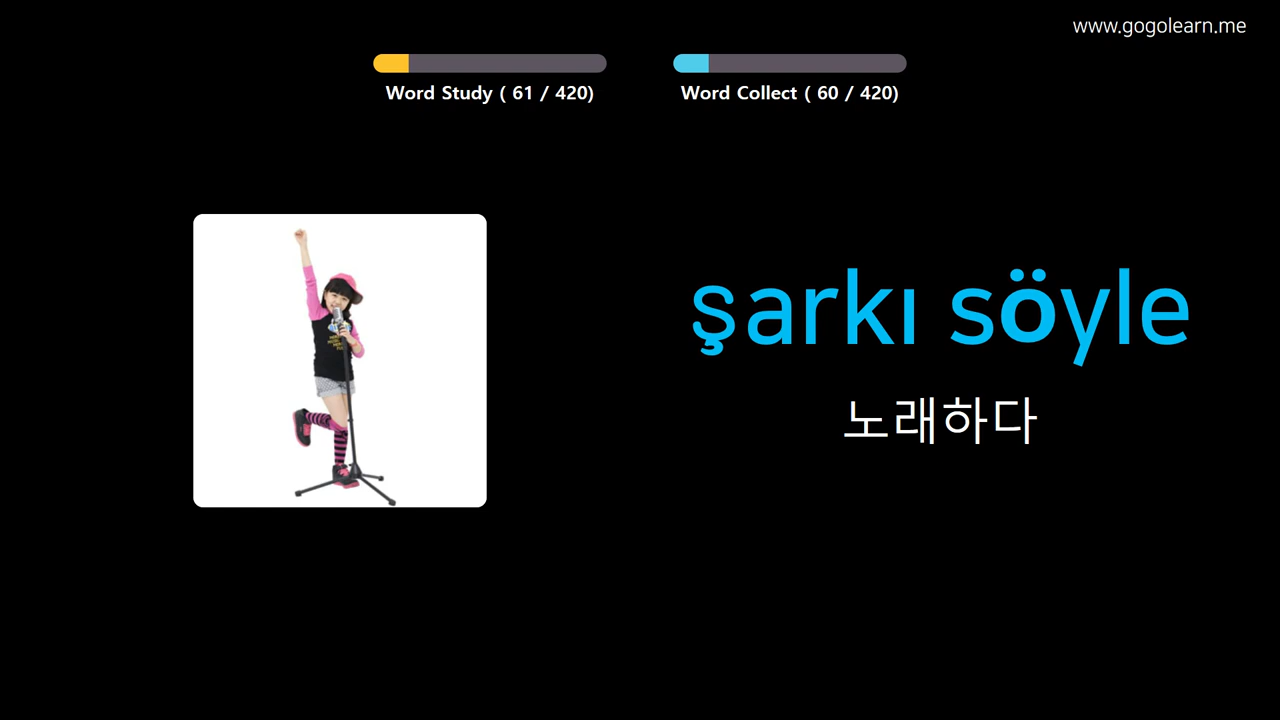 www.gogolearn.me
Word Study ( 61 / 420)
Word Collect ( 60 / 420)
şarkı söyle
노래하다